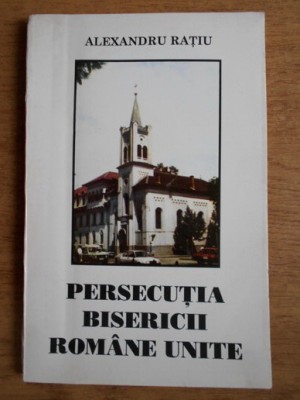 ALEXANDRU RAȚIU
PERSECUȚIA
BISERICII
ROMÂNE UNITE